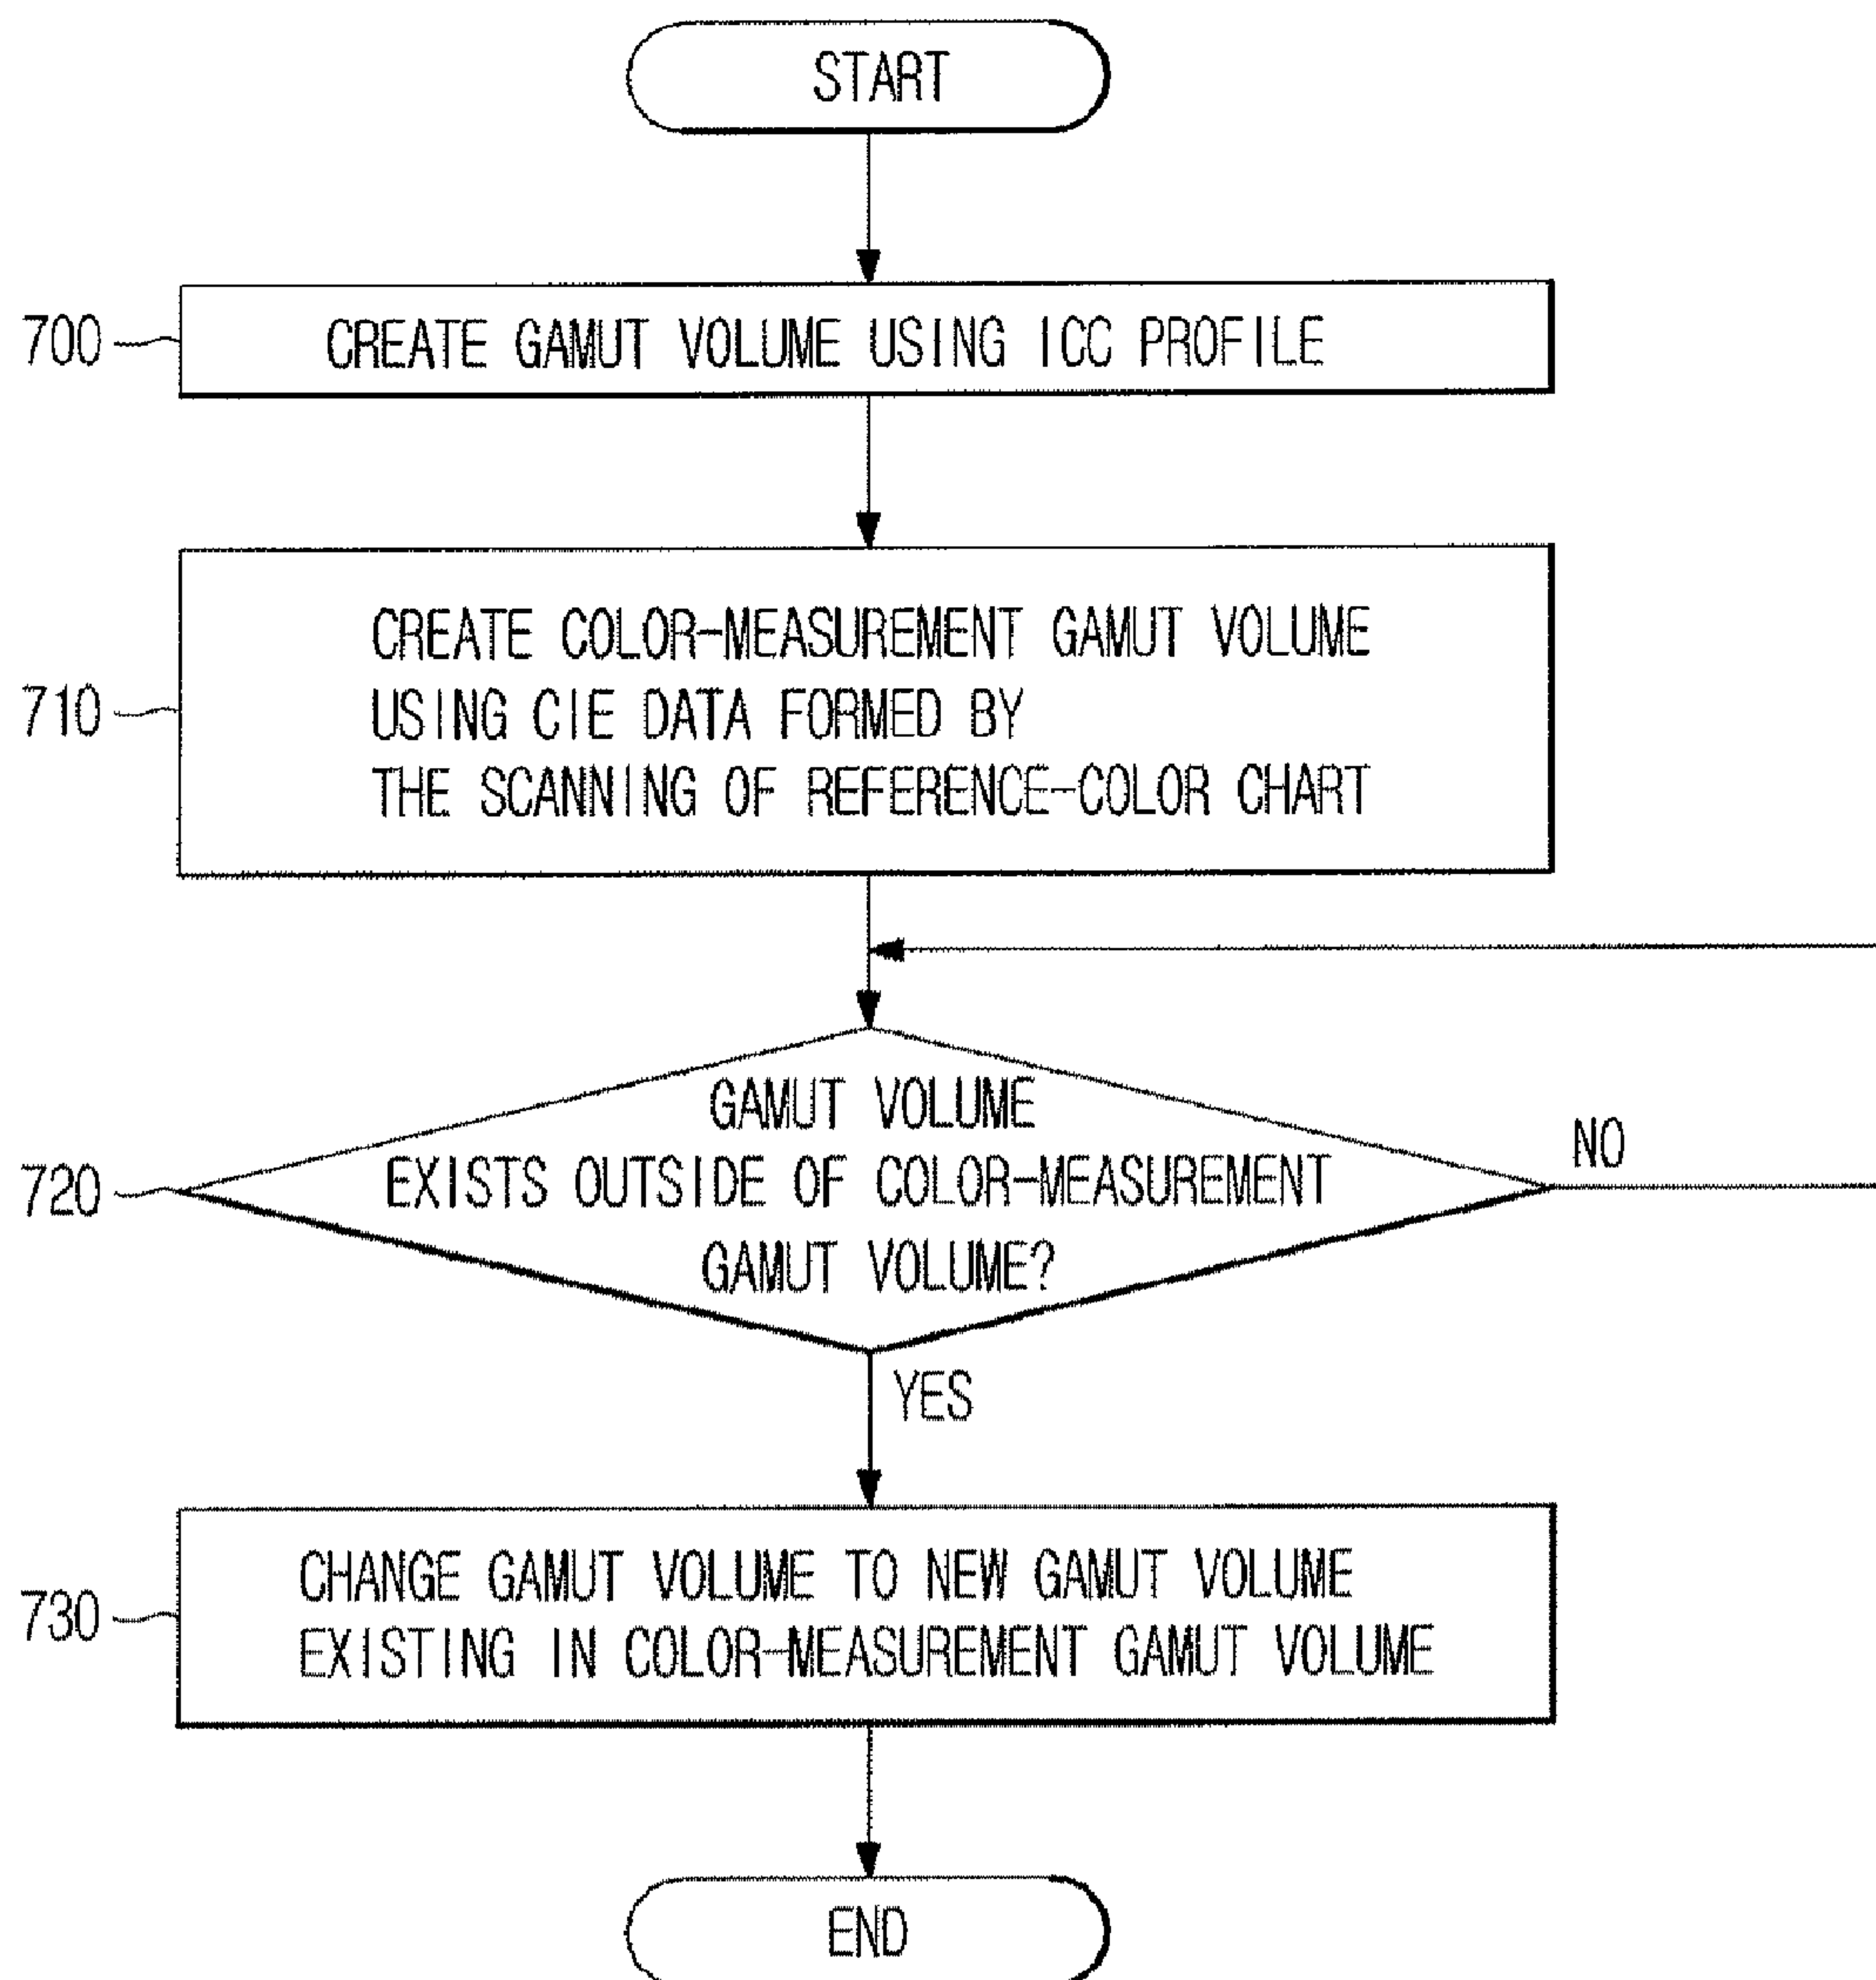 START
700
CREATE GAMUT VOLUME USING ICC PROFILE
710
CREATE COLOR-MEASUREMENT GAMUT VOLUME
USING CIE DATA FORMED BY
THE SCANNING OF REFERENCE-COLOR CHART
720
GAMUT VOLUME
EXISTS OUTSIDE OF COLOR-MEASUREMENT
GAMUT VOLUME?
NO
YES
730
CHANGE GAMUT VOLUME TO NEW GAMUT VOLUME
EXISTING IN COLOR-MEASUREMENT GAMUT VOLUME
END